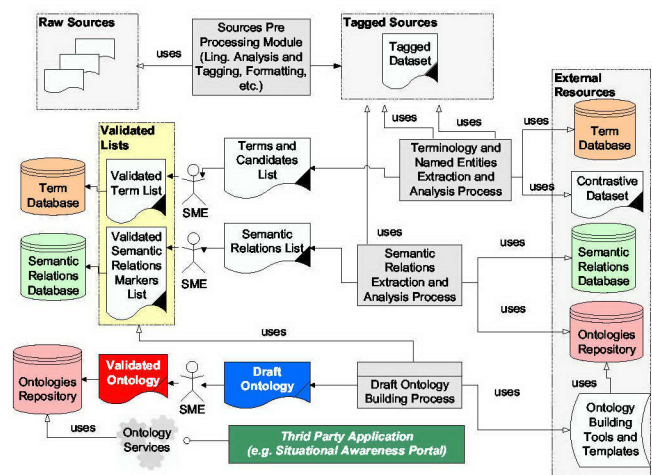 Raw Sources
uses
Sources Pre
Processing Module
(Ling. Analysis and
Tagging, Formatting,
etc.)
Tagged Sources
Tagged
Dataset
uses
uses
External
Resources
Term
Database
uses
Contrastive
Dataset
uses
Validated
Lists
Term
Database
Validated
Term List
SME
Terms and
Candidates
List
Terminology and
Named Entities
Extraction and
Analysis Process
uses
Semantic
Relations
Database
Validated
Semantic
Relations
Markers
List
SME
Semantic
Relations List
Semantic
Relations
Extraction and
Analysis Process
uses
Semantic
Relations
Database
uses
Ontologies
Repository
uses
Ontologies
Repository
Validated
Ontology
SME
Draft
Ontology
Draft Ontology
Building Process
uses
uses
Ontology
Building
Tools and
Templates
uses
Ontology
Services
Thrid Party Application
(e.g. Situational Awareness Portal)